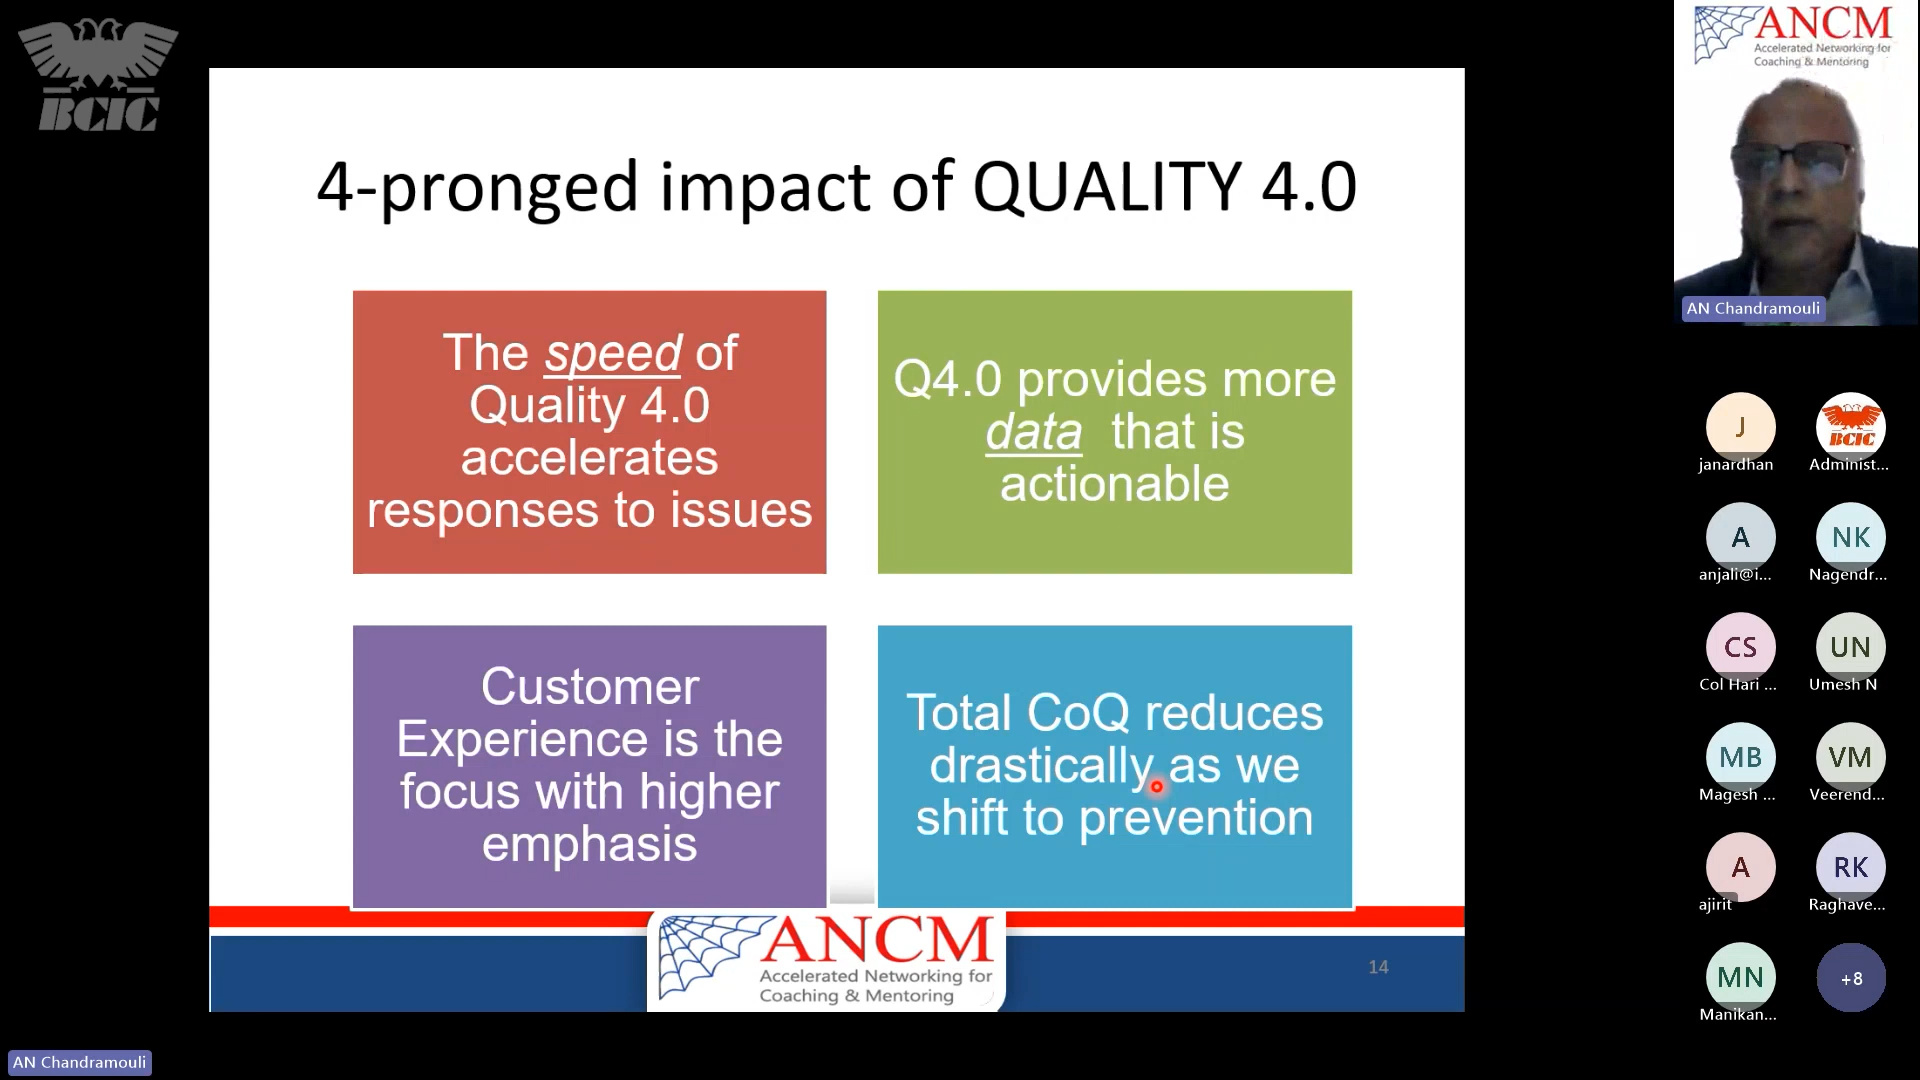 BCIC
4-pronged impact of QUALITY 4.0
The speed of
Quality 4.0
accelerates
responses to issues
Q4.0 provides more
data that is
actionable
Customer
Experience is the
focus with higher
emphasis
Total CoQ reduces
drastically as we
shift to prevention
ANCM
Accelerated Networking for
Coaching & Mentoring
14
AN Chandramouli
ANCM
Accelerated Networking for
Coaching & Mentoring
AN Chandramouli
J
janardhan
BCIC
Administ...
A
anjali@i...
NK
Nagendr...
CS
Col Hari ...
UN
Umesh N
MB
Magesh ...
VM
Veerend...
A
ajirit
RK
Raghave...
MN
Manikan...
+8